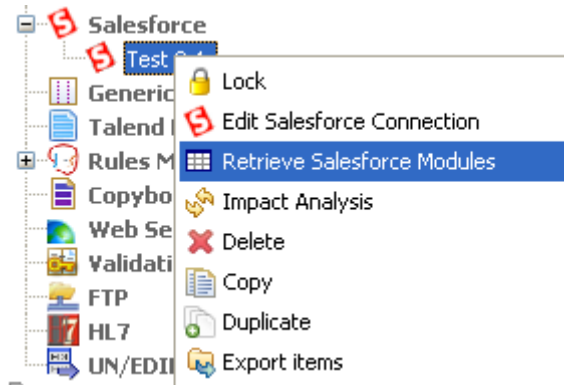 Salesforce
Test
Lock
Generic
Edit Salesforce Connection
Talend
Rules M
Retrieve Salesforce Modules
Copybo
Impact Analysis
Web Se
Delete
Validati
Copy
FTP
Duplicate
HL7
Export items
UN/EDI